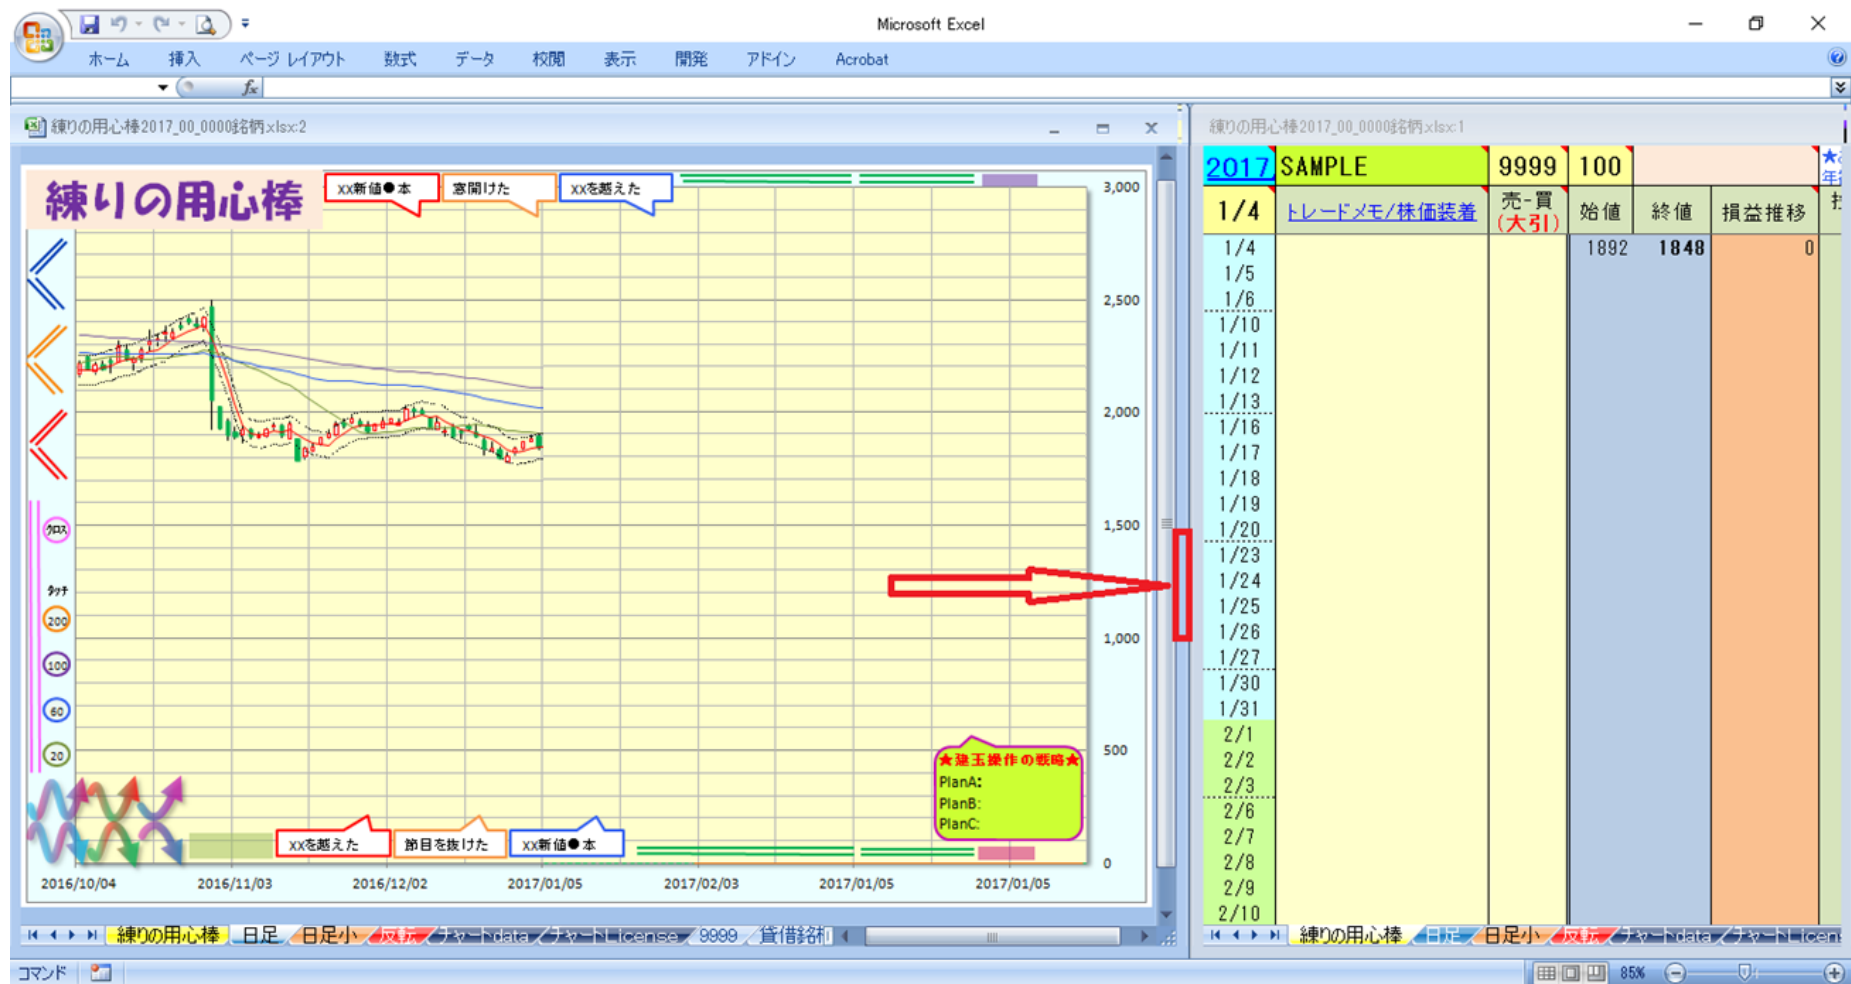 Microsoft Excel
ホーム 挿入 ページ レイアウト 数式 データ 校閲 表示 開発 アドイン Acrobat
fx
練りの用心棒2017_00_0000銘柄.xlsx:2
練りの用心棒
xx新値●本
窓開けた
xxを越えた
3,000
2,500
2,000
1,500
1,000
500
0
クロス
タッチ
200
100
60
20
★建玉操作の戦略★
PlanA:
PlanB:
PlanC:
xxを越えた
節目を抜けた
xx新値●本
2016/10/04 2016/11/03 2016/12/02 2017/01/05 2017/02/03 2017/01/05 2017/01/05
練りの用心棒 日足 日足小 反転 チャートdata チャートLicense 9999 貸借銘柄
練りの用心棒2017_00_0000銘柄.xlsx:1
2017 SAMPLE 9999 100
1/4 トレードメモ/株価装着 売-買 (大引) 始値 終値 損益推移
1/4 1892 1848 0
1/5
1/6
1/10
1/11
1/12
1/13
1/16
1/17
1/18
1/19
1/20
1/23
1/24
1/25
1/26
1/27
1/30
1/31
2/1
2/2
2/3
2/6
2/7
2/8
2/9
2/10
練りの用心棒 日足 日足小 反転 チャートdata チャートLicen
コマンド
85%